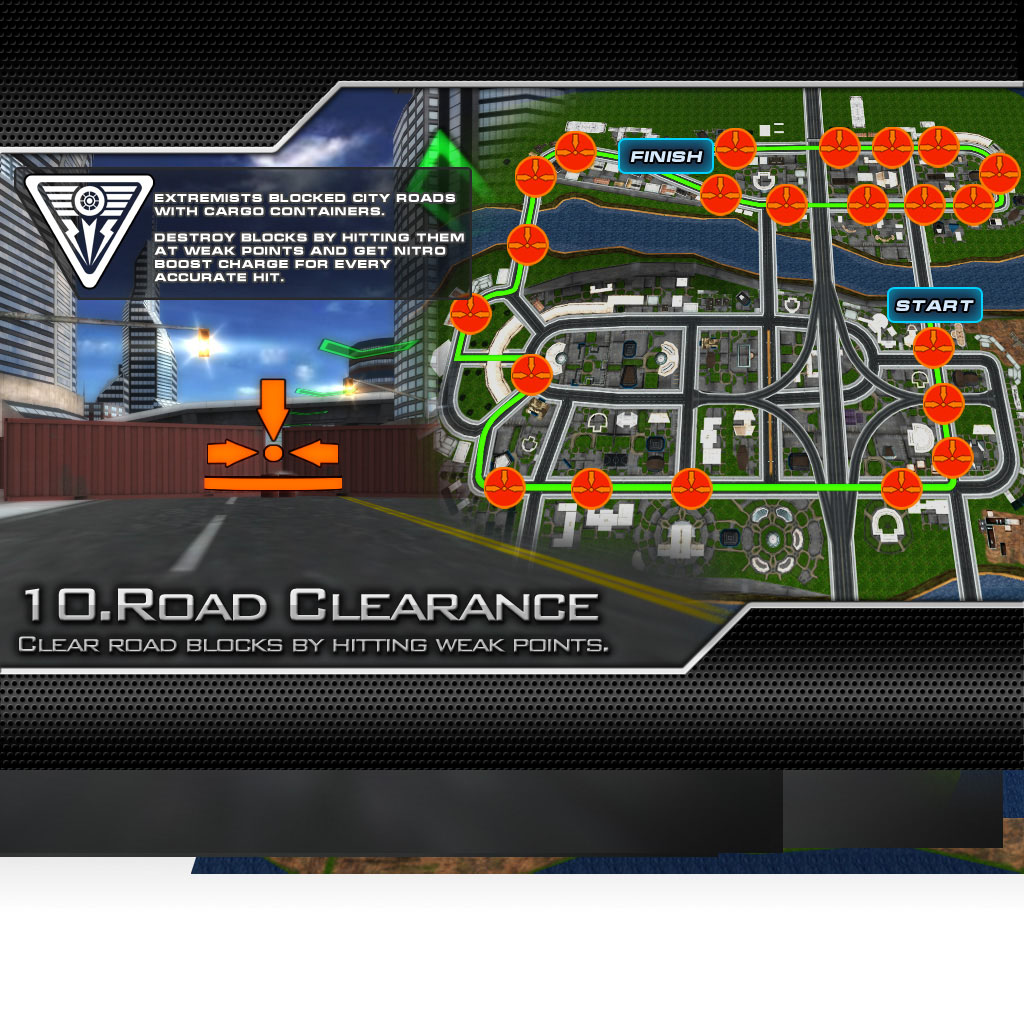 EXTREMISTS BLOCKED CITY ROADS
WITH CARGO CONTAINERS.
DESTROY BLOCKS BY HITTING THEM
AT WEAK POINTS AND GET NITRO
BOOST CHARGE FOR EVERY
ACCURATE HIT.
FINISH
START
10.ROAD CLEARANCE
CLEAR ROAD BLOCKS BY HITTING WEAK POINTS.